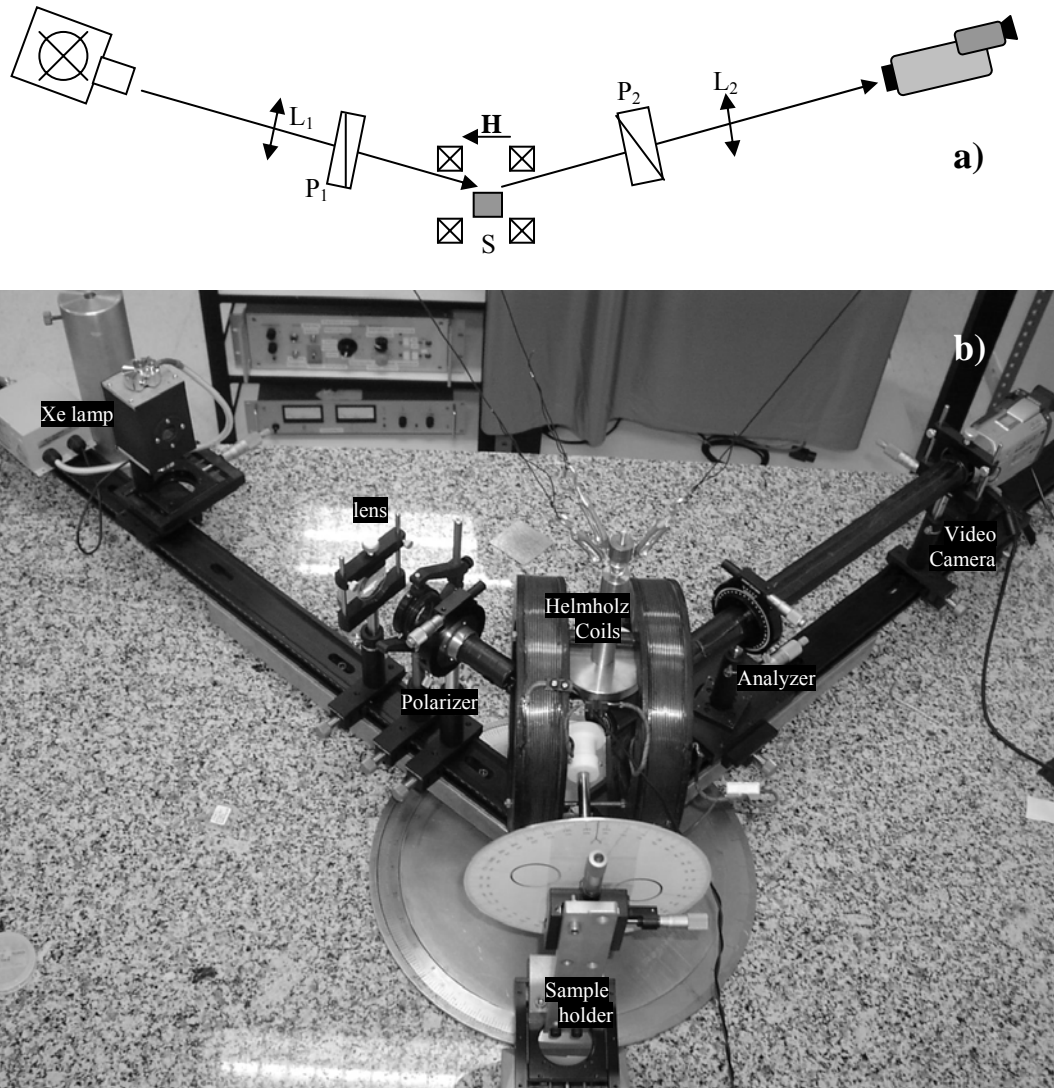 L1
P1
H
S
P2
L2
a)
b)
Xe lamp
lens
Helmholz
Coils
Video
Camera
Analyzer
Polarizer
Sample
holder